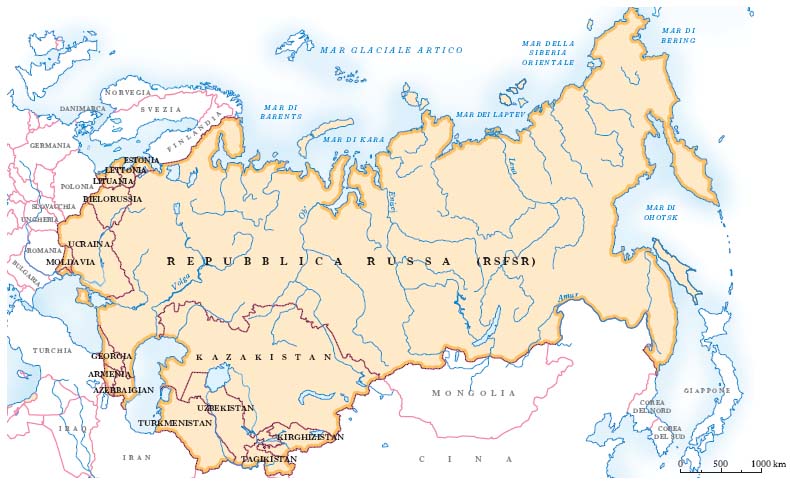 MAR GLACIALE ARTICO
MAR DELLA
SIBERIA
ORIENTALE
MAR DI
BERING
NORVEGIA
SVEZIA
DANIMARCA
FINLANDIA
MAR DI
BARENTS
MAR DI KARA
MAR DEI LAPTEV
GERMANIA
ESTONIA
LETTONIA
LITUANIA
POLONIA
BIELORUSSIA
Lena
Enisej
Ob'
SLOVACCHIA
UNGHERIA
MAR DI
OHOTSK
UCRAINA
ROMANIA
MOLDAVIA
BULGARIA
REPUBBLICA RUSSA (RSFSR)
Volga
Amur
TURCHIA
GEORGIA
ARMENIA
AZERBAIGIAN
KAZAKISTAN
MONGOLIA
GIAPPONE
COREA
DEL NORD
COREA
DEL SUD
UZBEKISTAN
TURKMENISTAN
KIRGHIZISTAN
TAGIKISTAN
IRAQ
IRAN
CINA
0 500 1000 km